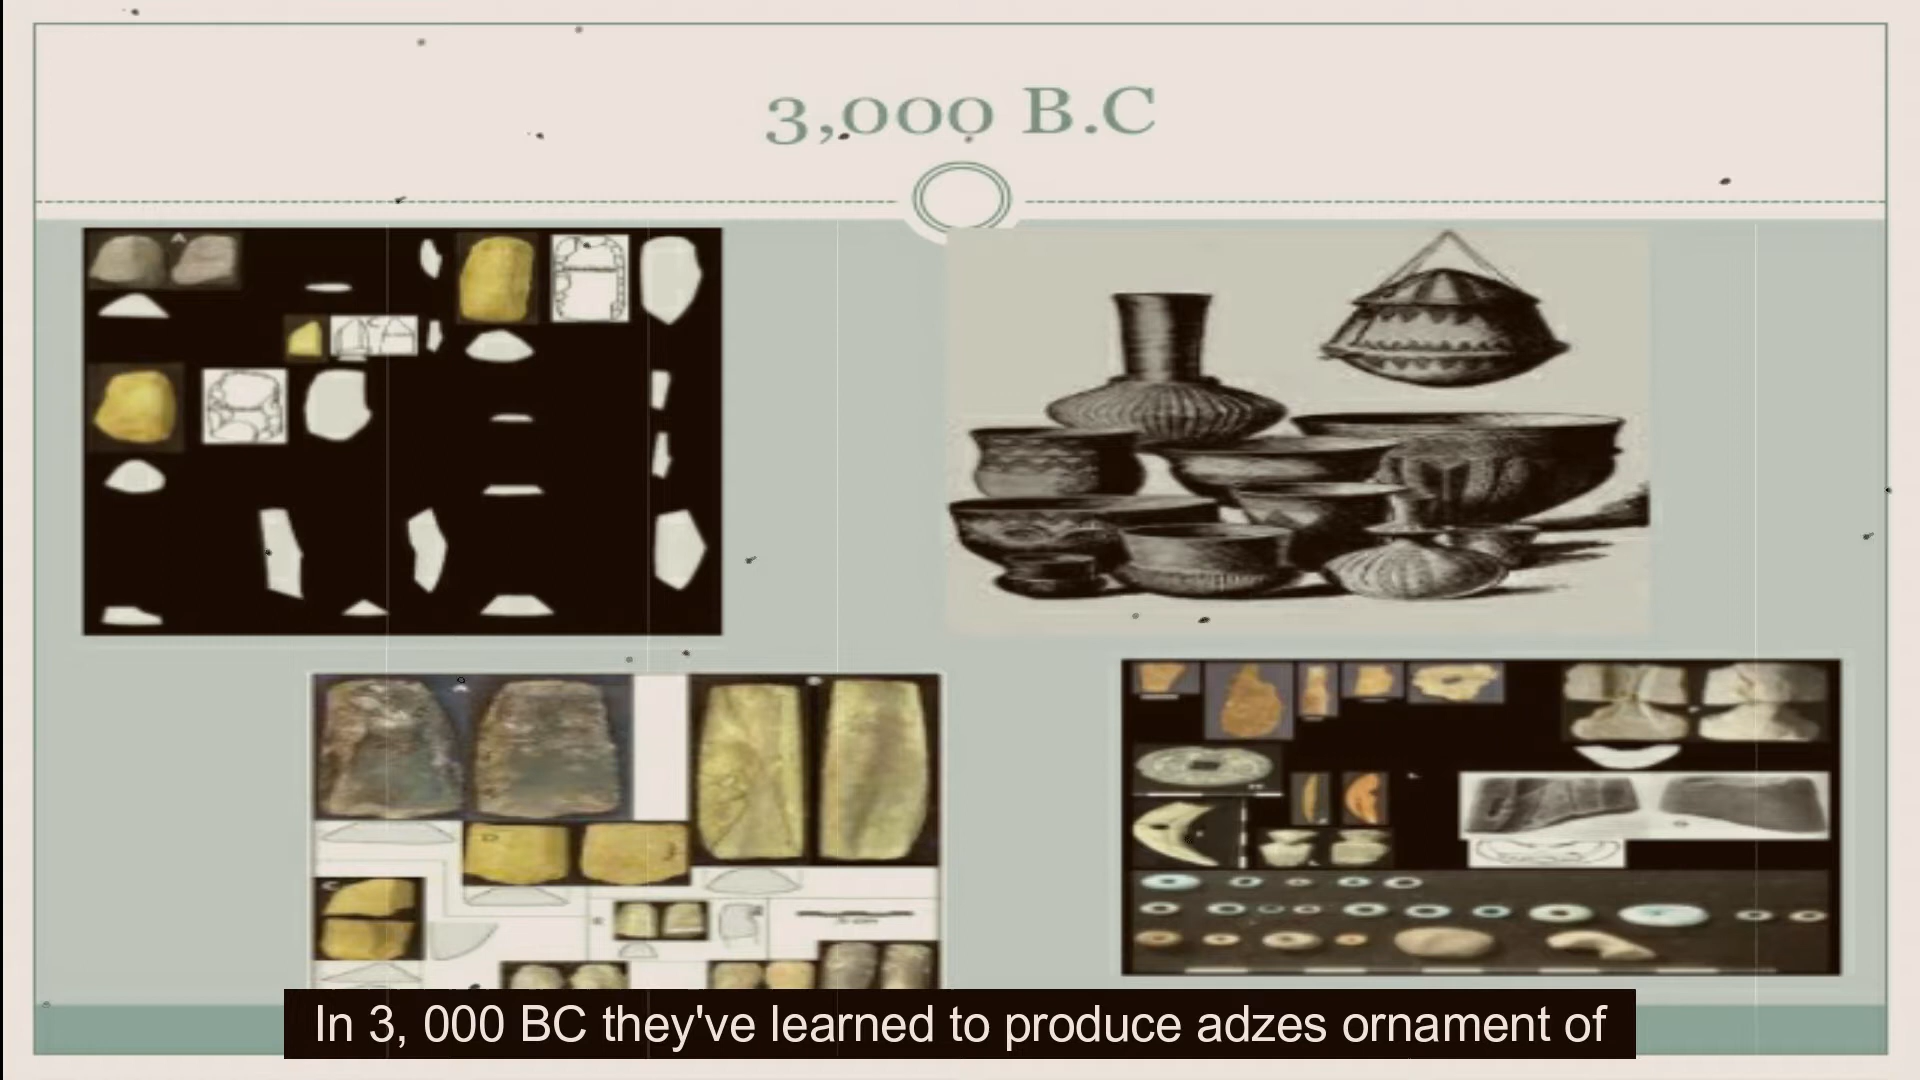 3,000 B.C
A
D
C
In 3, 000 BC they've learned to produce adzes ornament of